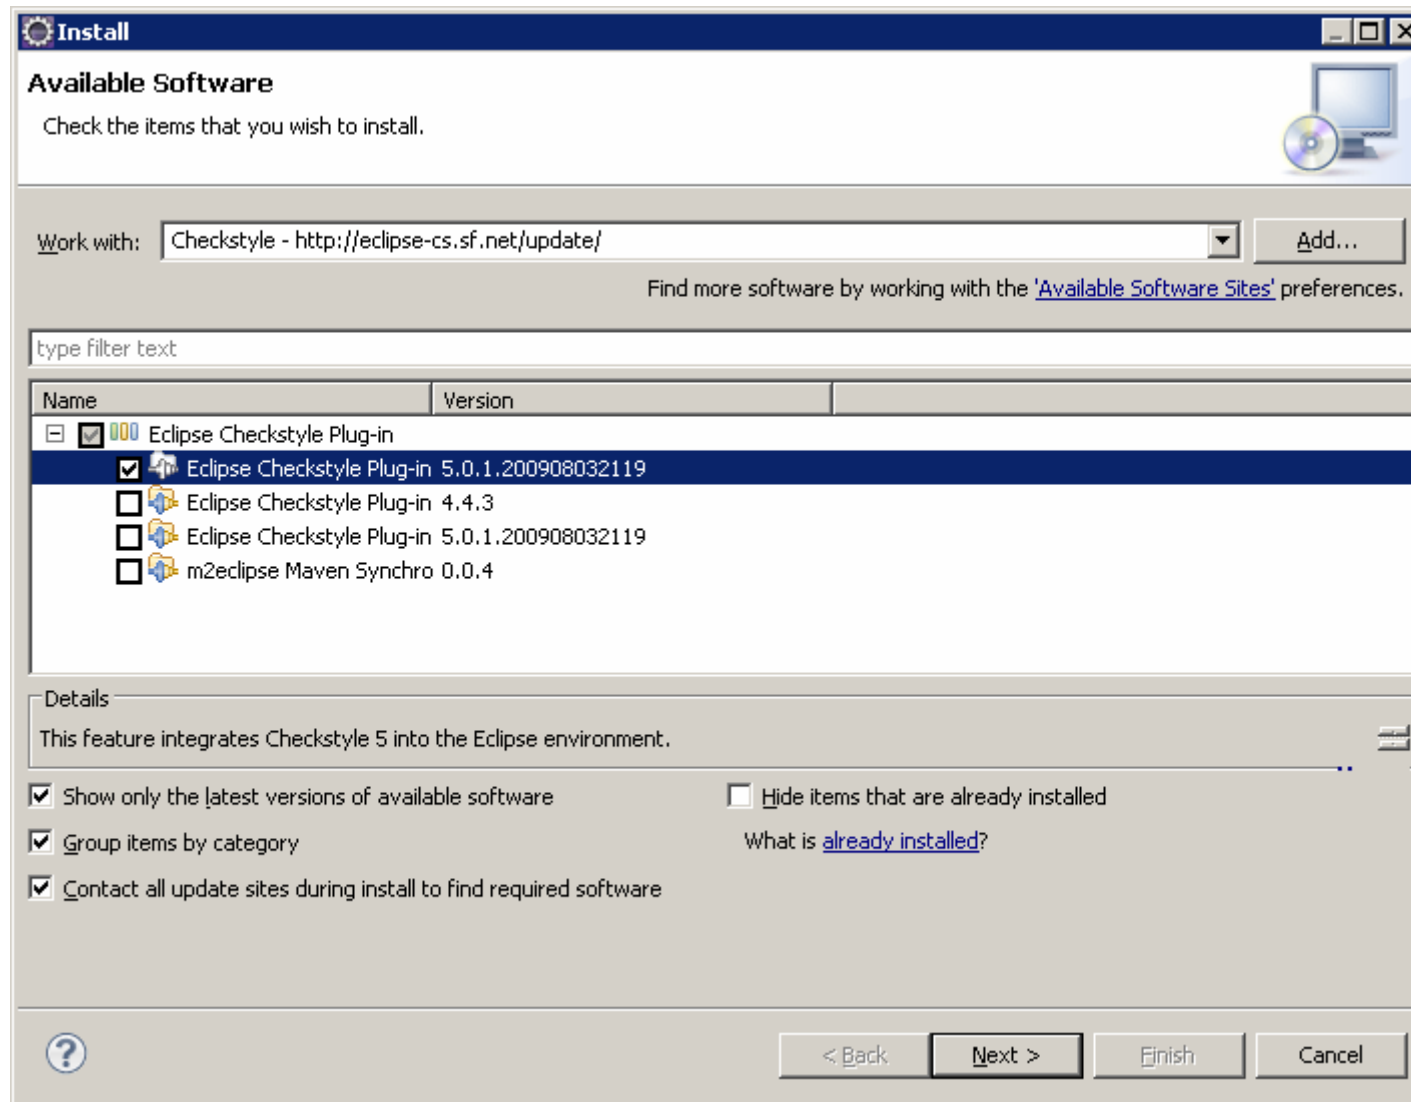 Install
Available Software
Check the items that you wish to install.
Work with: Checkstyle - http://eclipse-cs.sf.net/update/ Add...
Find more software by working with the 'Available Software Sites' preferences.
type filter text
Name Version
Eclipse Checkstyle Plug-in
Eclipse Checkstyle Plug-in 5.0.1.200908032119
Eclipse Checkstyle Plug-in 4.4.3
Eclipse Checkstyle Plug-in 5.0.1.200908032119
m2eclipse Maven Synchro 0.0.4
Details
This feature integrates Checkstyle 5 into the Eclipse environment.
Show only the latest versions of available software Hide items that are already installed
Group items by category What is already installed?
Contact all update sites during install to find required software
? < Back Next > Finish Cancel